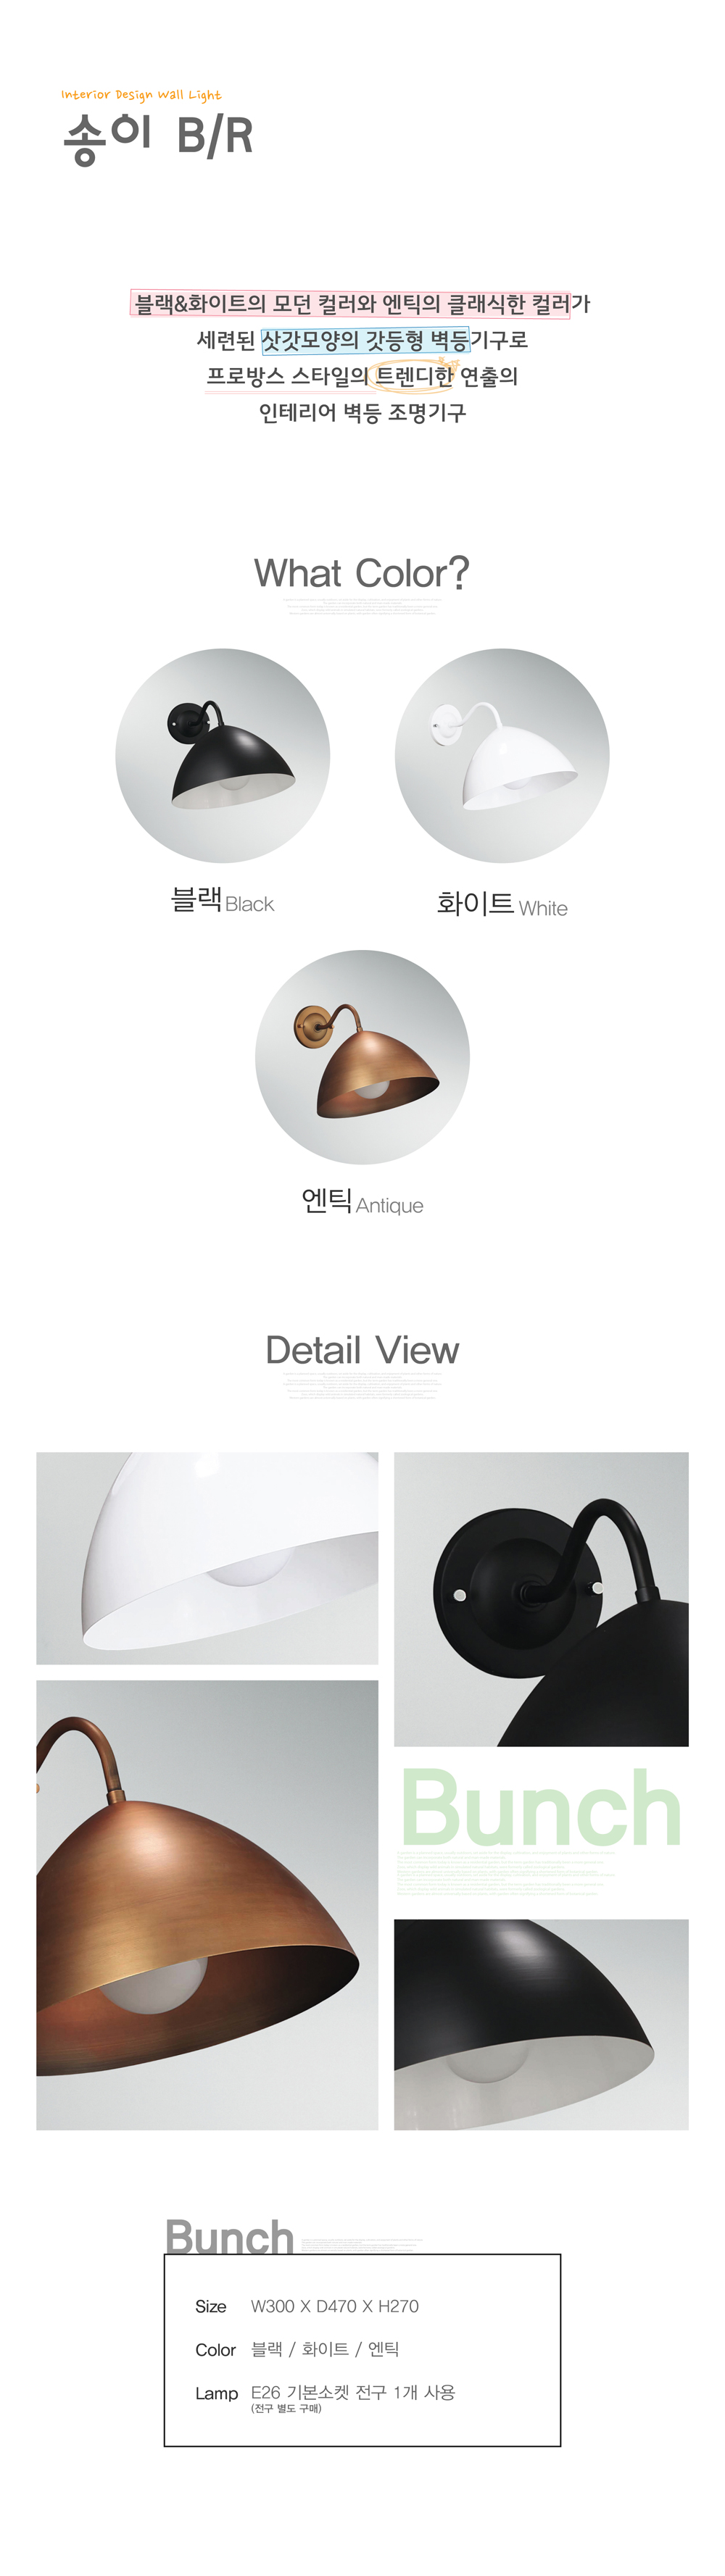 Interior Design Wall Light
송이 B/R
블랙&화이트의 모던 컬러와 엔틱의 클래식한 컬러가
세련된 삿갓모양의 갓등형 벽등기구로
프로방스 스타일의 트렌디한 연출의
인테리어 벽등 조명기구
What Color?
블랙 Black
화이트 White
엔틱 Antique
Detail View
Bunch
Bunch
Size W300 X D470 X H270
Color 블랙 / 화이트 / 엔틱
Lamp E26 기본소켓 전구 1개 사용
(전구 별도 구매)